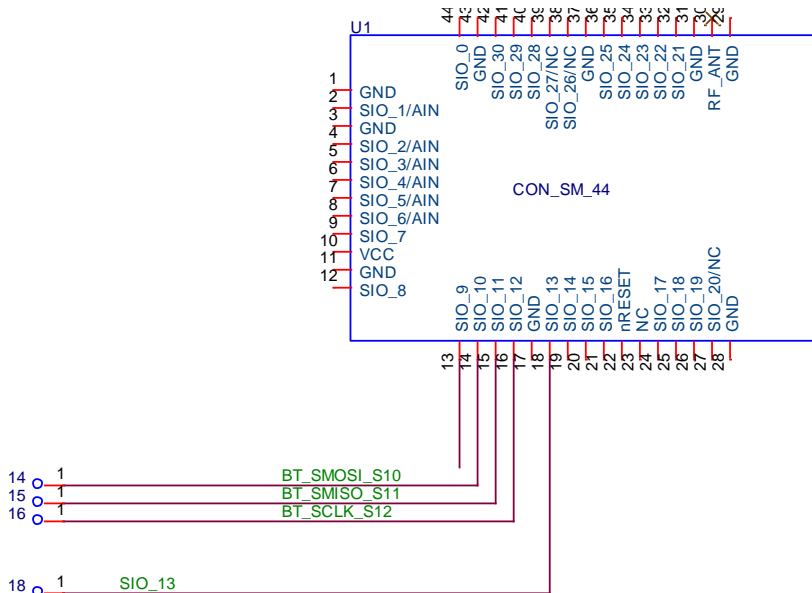 U1
44
43
42
41
40
39
38
37
36
35
34
33
32
31
30
29
SIO_0
GND
SIO_30
SIO_29
SIO_28
SIO_27/NC
SIO_26/NC
GND
SIO_25
SIO_24
SIO_23
SIO_22
SIO_21
GND
RF_ANT
GND
1
GND
2
SIO_1/AIN
3
GND
4
SIO_2/AIN
5
SIO_3/AIN
6
SIO_4/AIN
7
SIO_5/AIN
8
SIO_6/AIN
9
SIO_7
10
VCC
11
GND
12
SIO_8
CON_SM_44
SIO_9
SIO_10
SIO_11
SIO_12
GND
SIO_13
SIO_14
SIO_15
SIO_16
nRESET
NC
SIO_17
SIO_18
SIO_19
SIO_20/NC
GND
13
14
15
16
17
18
19
20
21
22
23
24
25
26
27
28
14 1 BT_SMOSI_S10
15 1 BT_SMISO_S11
16 1 BT_SCLK_S12
18 1 SIO_13